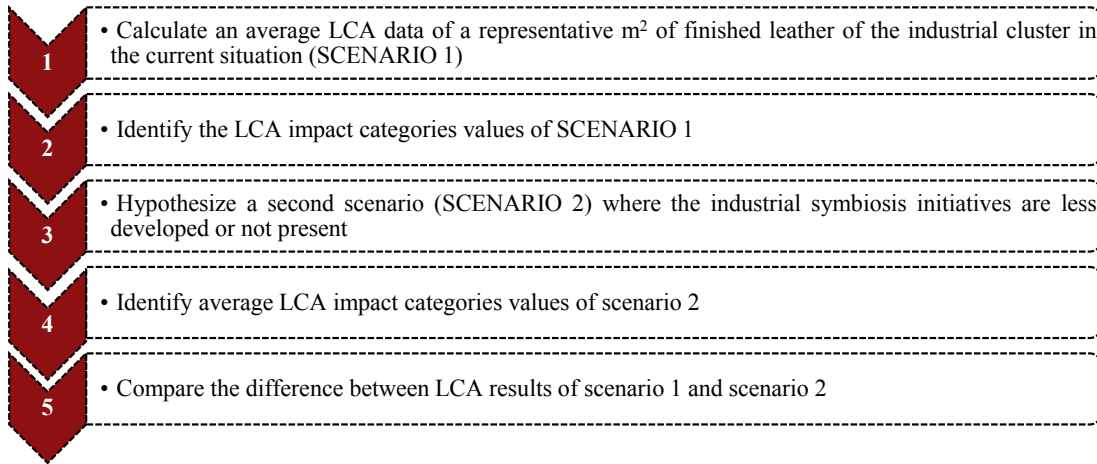 1
• Calculate an average LCA data of a representative m² of finished leather of the industrial cluster in
the current situation (SCENARIO 1)
2
• Identify the LCA impact categories values of SCENARIO 1
3
• Hypothesize a second scenario (SCENARIO 2) where the industrial symbiosis initiatives are less
developed or not present
4
• Identify average LCA impact categories values of scenario 2
5
• Compare the difference between LCA results of scenario 1 and scenario 2